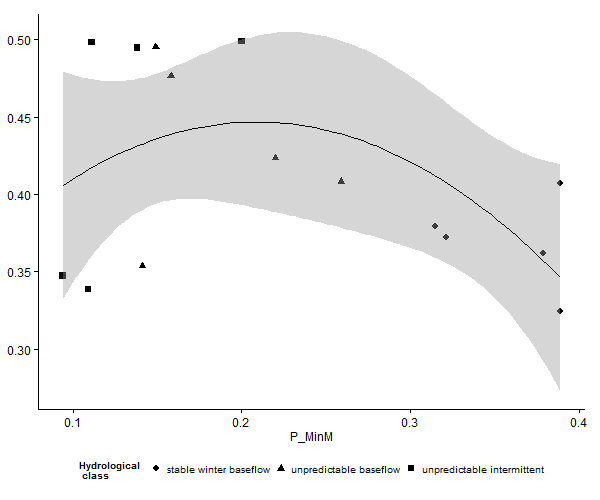 0.50
0.45
0.40
0.35
0.30
0.1 0.2 0.3 0.4
P_MinM
Hydrological
class
stable winter baseflow unpredictable baseflow unpredictable intermittent